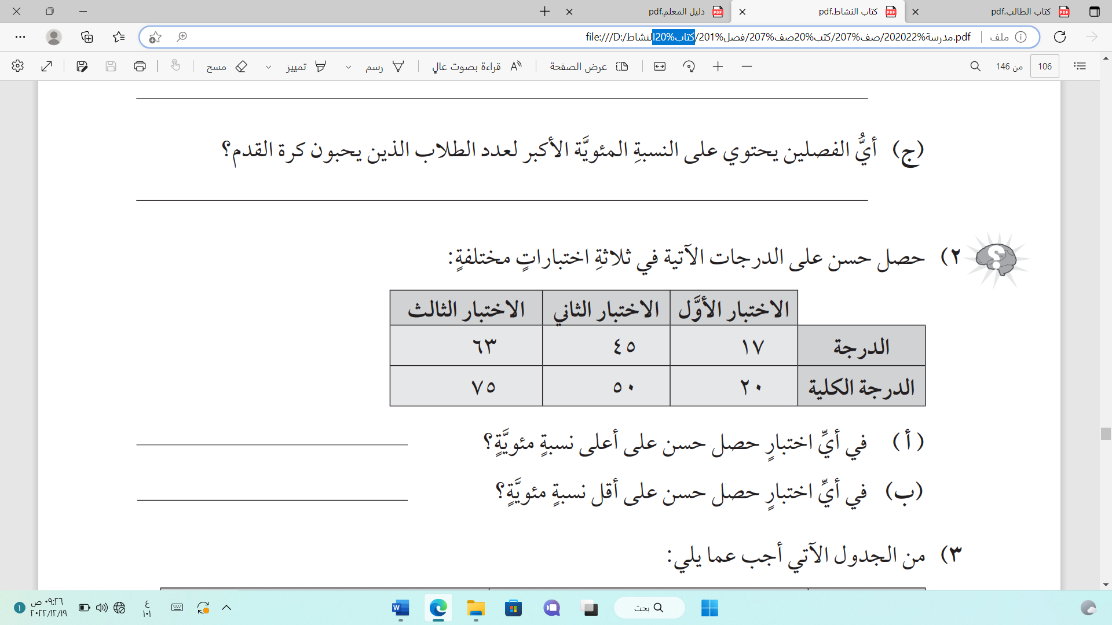 كتاب الطالب.pdf
كتاب النشاط.pdf
دليل المعلم.pdf
ملف
file:///D:/مدرسة%202022/صف%207/كتب%20صف%207/فصل%201/كتاب%20النشاط.pdf
106 من 146
عرض الصفحة
قراءة بصوت عالٍ
رسم
تمييز
مسح
(ج) أيُّ الفصلين يحتوي على النسبةِ المئويَّة الأكبر لعدد الطلاب الذين يحبون كرة القدم؟
٢) حصل حسن على الدرجات الآتية في ثلاثةِ اختباراتٍ مختلفةٍ:
الاختبار الأوَّل الاختبار الثاني الاختبار الثالث
الدرجة ١٧ ٤٥ ٦٣
الدرجة الكلية ٢٠ ٥٠ ٧٥
(أ) في أيِّ اختبارٍ حصل حسن على أعلى نسبةٍ مئويَّةٍ؟
(ب) في أيِّ اختبارٍ حصل حسن على أقل نسبةٍ مئويَّةٍ؟
٣) من الجدول الآتي أجب عما يلي:
بحث
ع
٠٩:٢٦ ص
٢٠٢٢/١٢/١٩